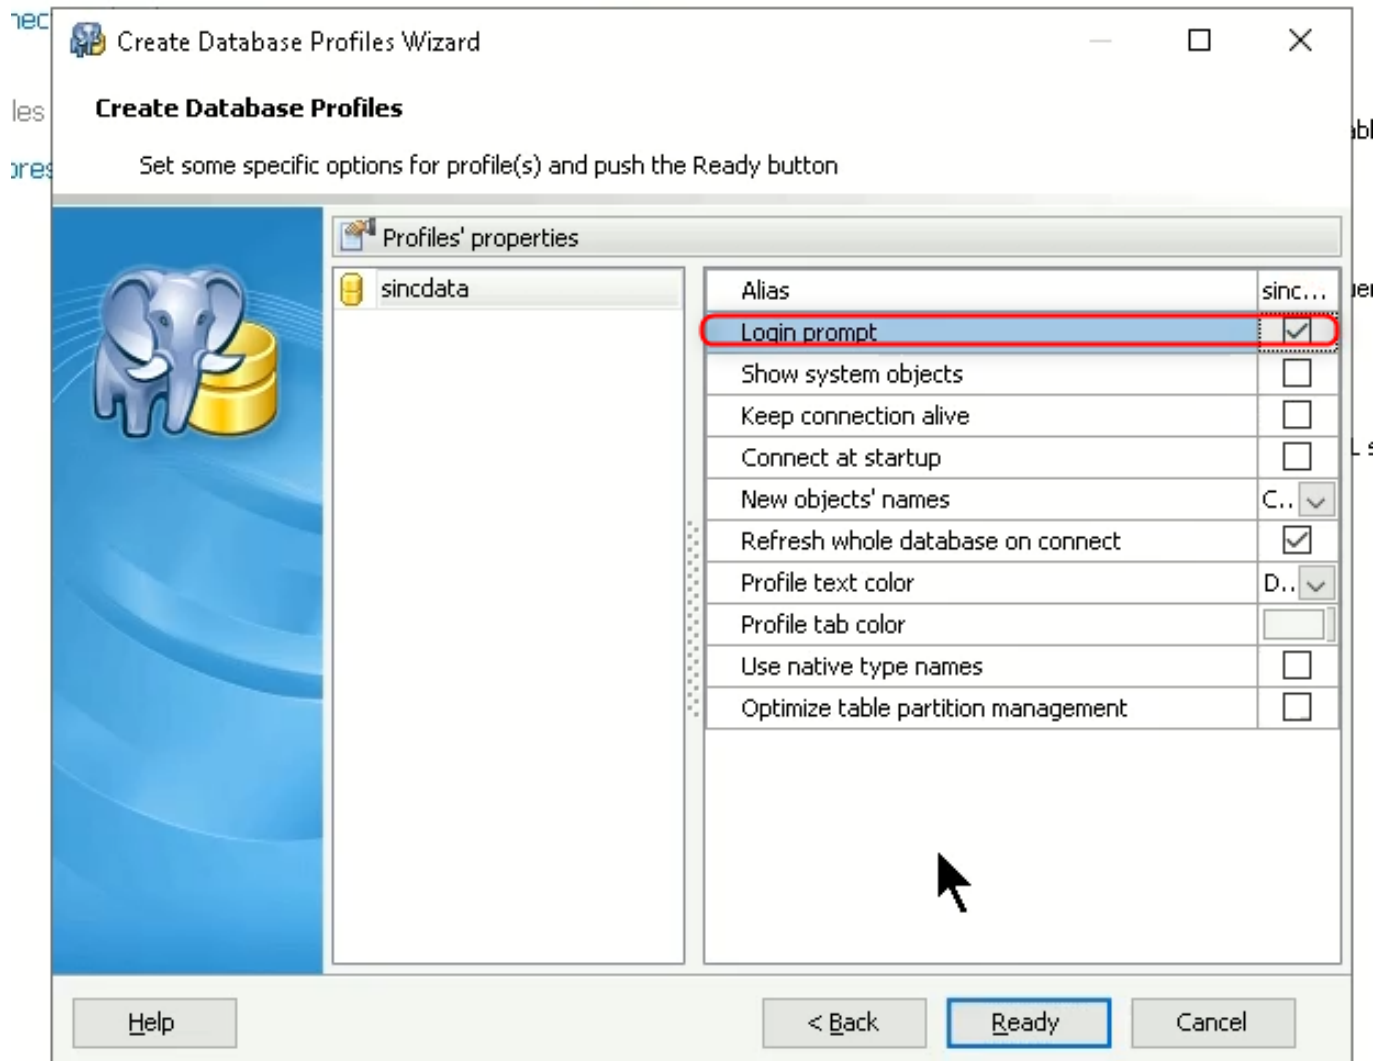 Create Database Profiles Wizard
Create Database Profiles
Set some specific options for profile(s) and push the Ready button
Profiles' properties
sincdata
Alias sinc...
Login prompt
Show system objects
Keep connection alive
Connect at startup
New objects' names C..
Refresh whole database on connect
Profile text color D..
Profile tab color
Use native type names
Optimize table partition management
Help < Back Ready Cancel